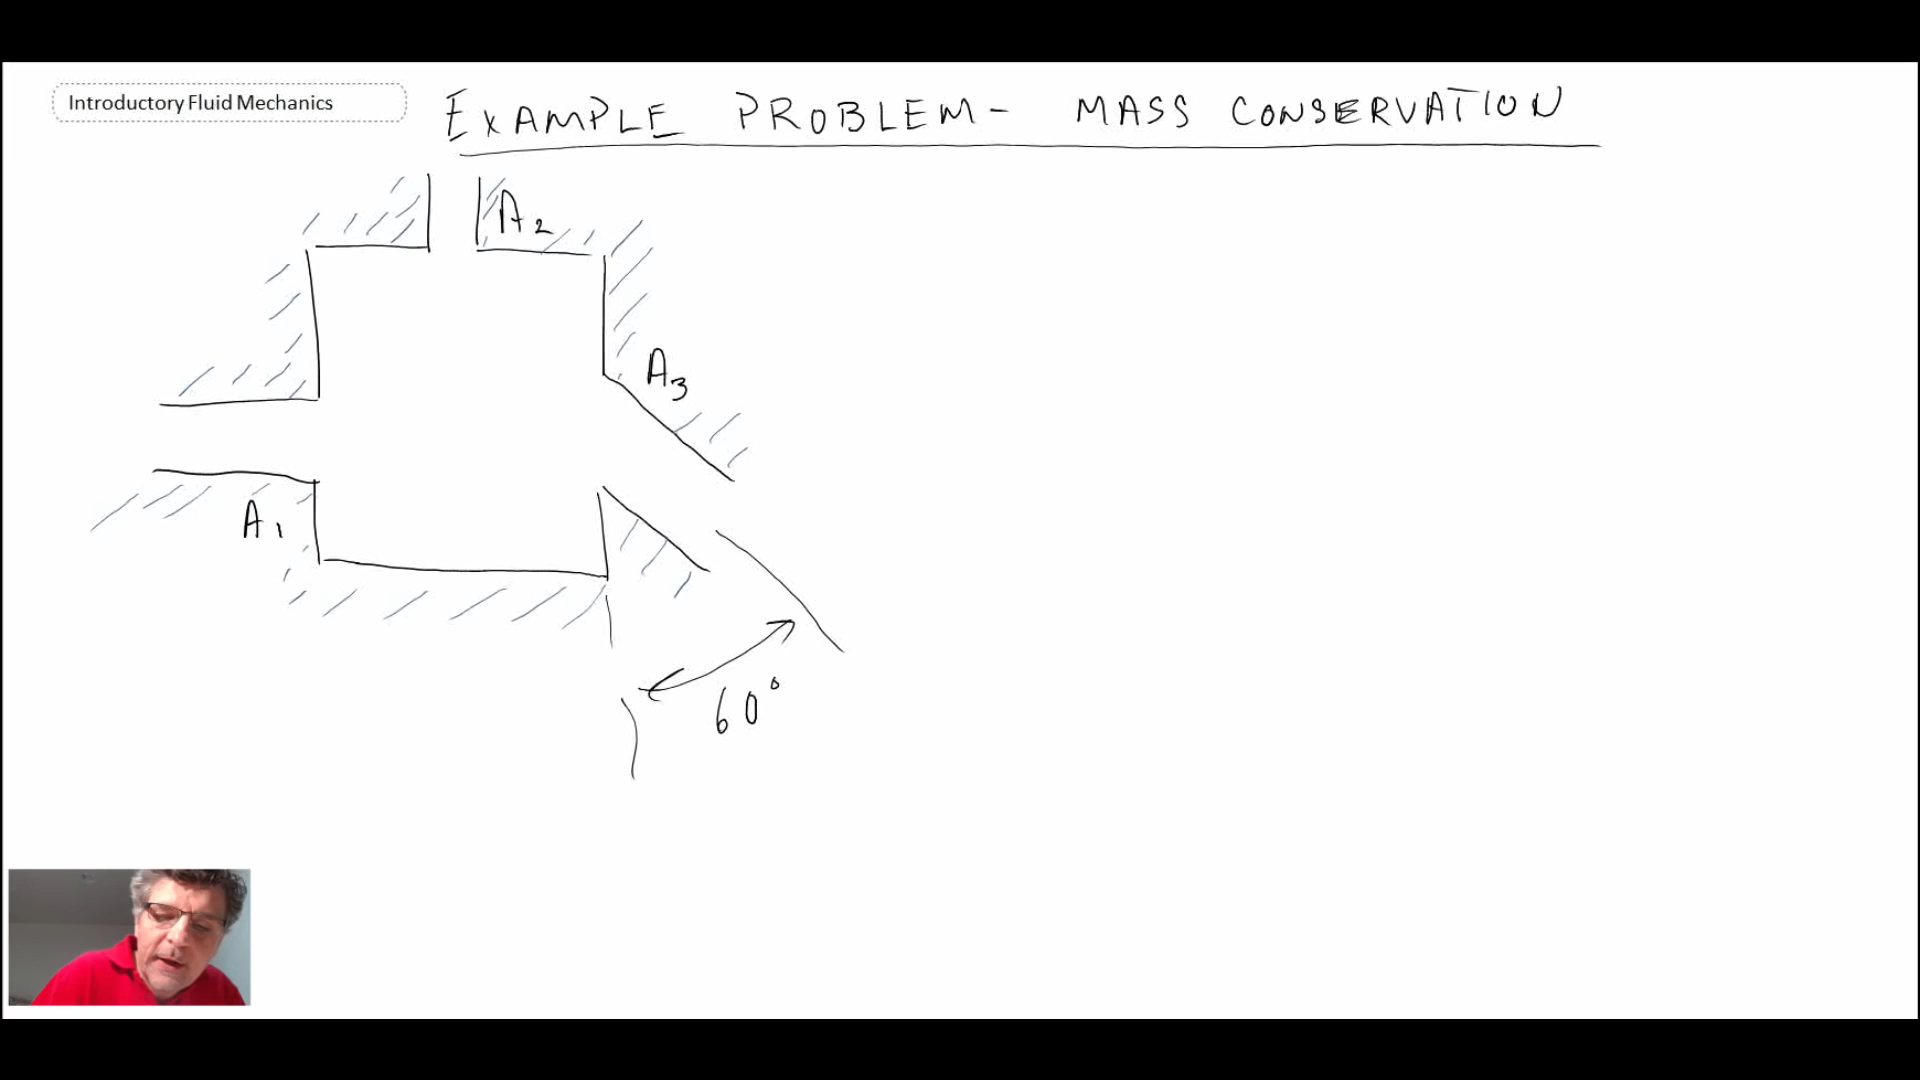 Introductory Fluid Mechanics
EXAMPLE PROBLEM - MASS CONSERVATION
A2
A3
A1
60°